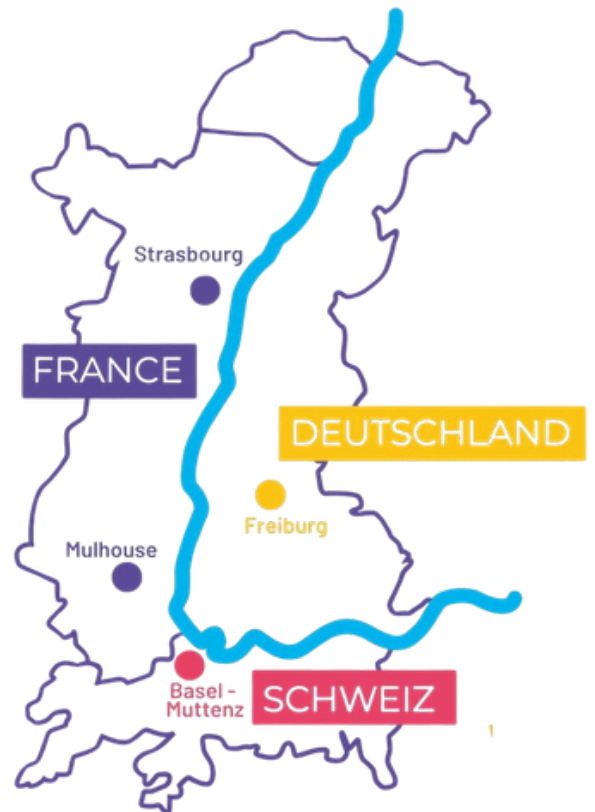 Strasbourg
FRANCE
DEUTSCHLAND
Freiburg
Mulhouse
Basel -
Muttenz
SCHWEIZ